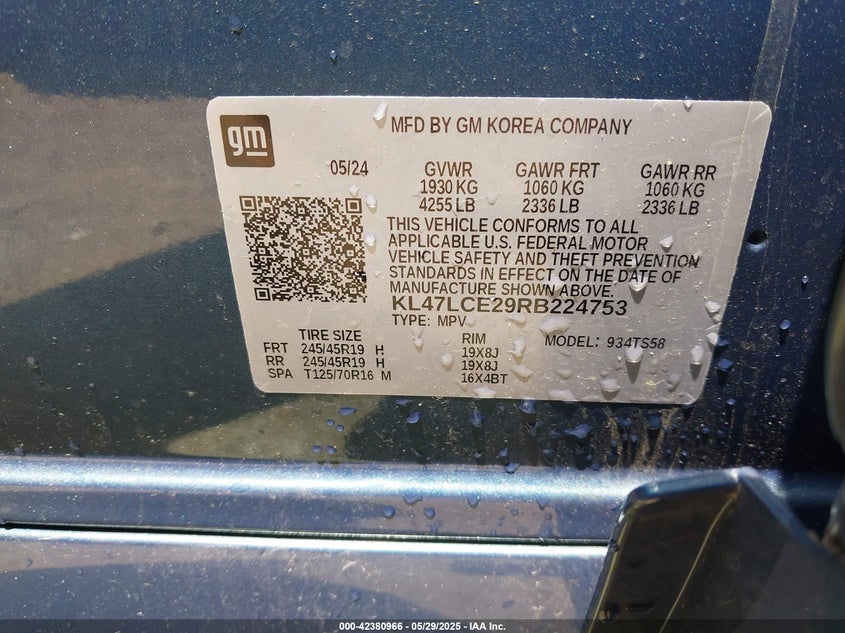 gm
MFD BY GM KOREA COMPANY
05/24
GVWR GAWR FRT GAWR RR
1930 KG 1060 KG 1060 KG
4255 LB 2336 LB 2336 LB
THIS VEHICLE CONFORMS TO ALL
APPLICABLE U.S. FEDERAL MOTOR
VEHICLE SAFETY AND THEFT PREVENTION
STANDARDS IN EFFECT ON THE DATE OF
MANUFACTURE SHOWN ABOVE.
KL47LCE29RB224753
TYPE: MPV MODEL: 934TS58
TIRE SIZE RIM
FRT 245/45R19 H 19X8J
RR 245/45R19 H 19X8J
SPA T125/70R16 M 16X4BT
000-42380966 - 05/29/2025 - IAA Inc.